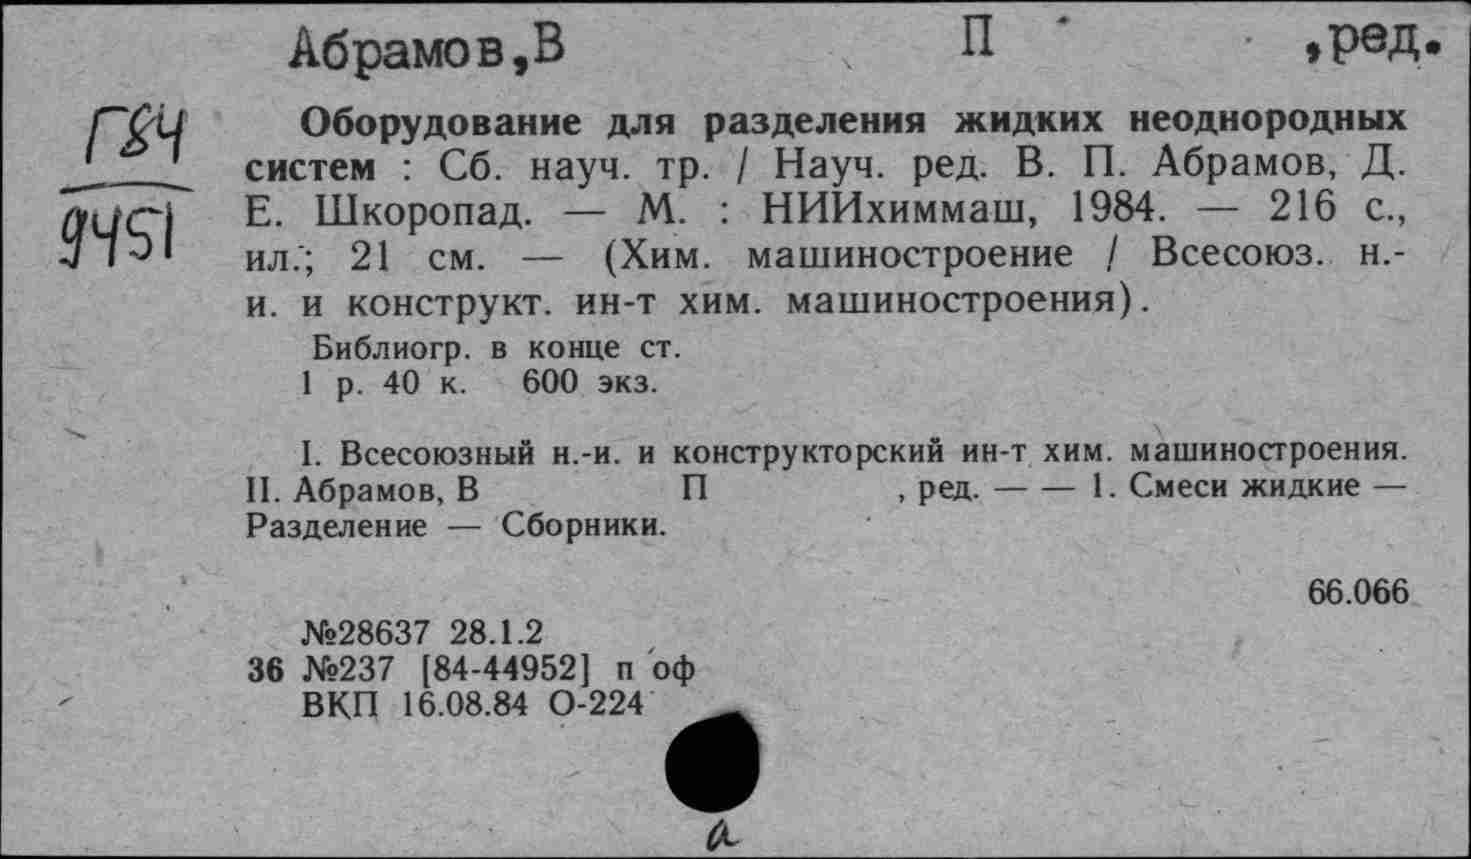 Абрамов,В П ,ред.
Г84
9451
Оборудование для разделения жидких неоднородных
систем : Сб. науч. тр. / Науч. ред. В. П. Абрамов, Д.
Е. Шкоропад. — М. : НИИхиммаш, 1984. — 216 с.,
ил.; 21 см. — (Хим. машиностроение / Всесоюз. н.-
и. и конструкт. ин-т хим. машиностроения).
Библиогр. в конце ст.
1 р. 40 к. 600 экз.
I. Всесоюзный н.-и. и конструкторский ин-т хим. машиностроения.
II. Абрамов, В П , ред. — — 1. Смеси жидкие —
Разделение — Сборники.
66.066
№28637 28.1.2
36 №237 [84-44952] п оф
ВКП 16.08.84 О-224
а